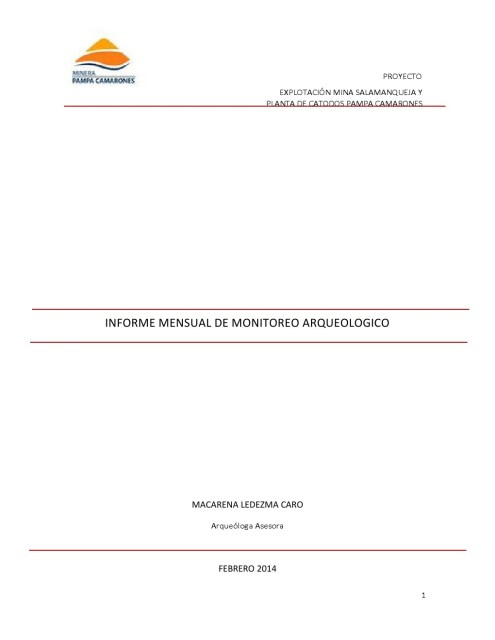 MINERA
PAMPA CAMARONES
PROYECTO
EXPLOTACIÓN MINA SALAMANQUEJA Y
PLANTA DE CATODOS PAMPA CAMARONES
INFORME MENSUAL DE MONITOREO ARQUEOLOGICO
MACARENA LEDEZMA CARO
Arqueóloga Asesora
FEBRERO 2014
1